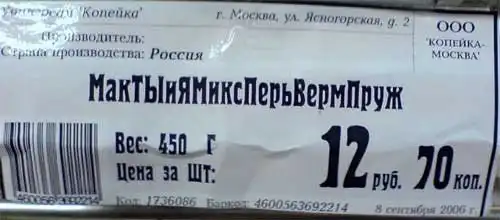 Универсам "Копейка" г. Москва, ул. Ясногорская, д. 2
Производитель:
Страна производства: Россия
ООО
"КОПЕЙКА-
МОСКВА"
МакТЫиЯМиксПерьВермПруж
Вес: 450 Г
Цена за Шт:
12 руб. 70 коп.
4600563692214
Код: 1736086 Баркод: 4600563692214 8 сентября 2006 г.